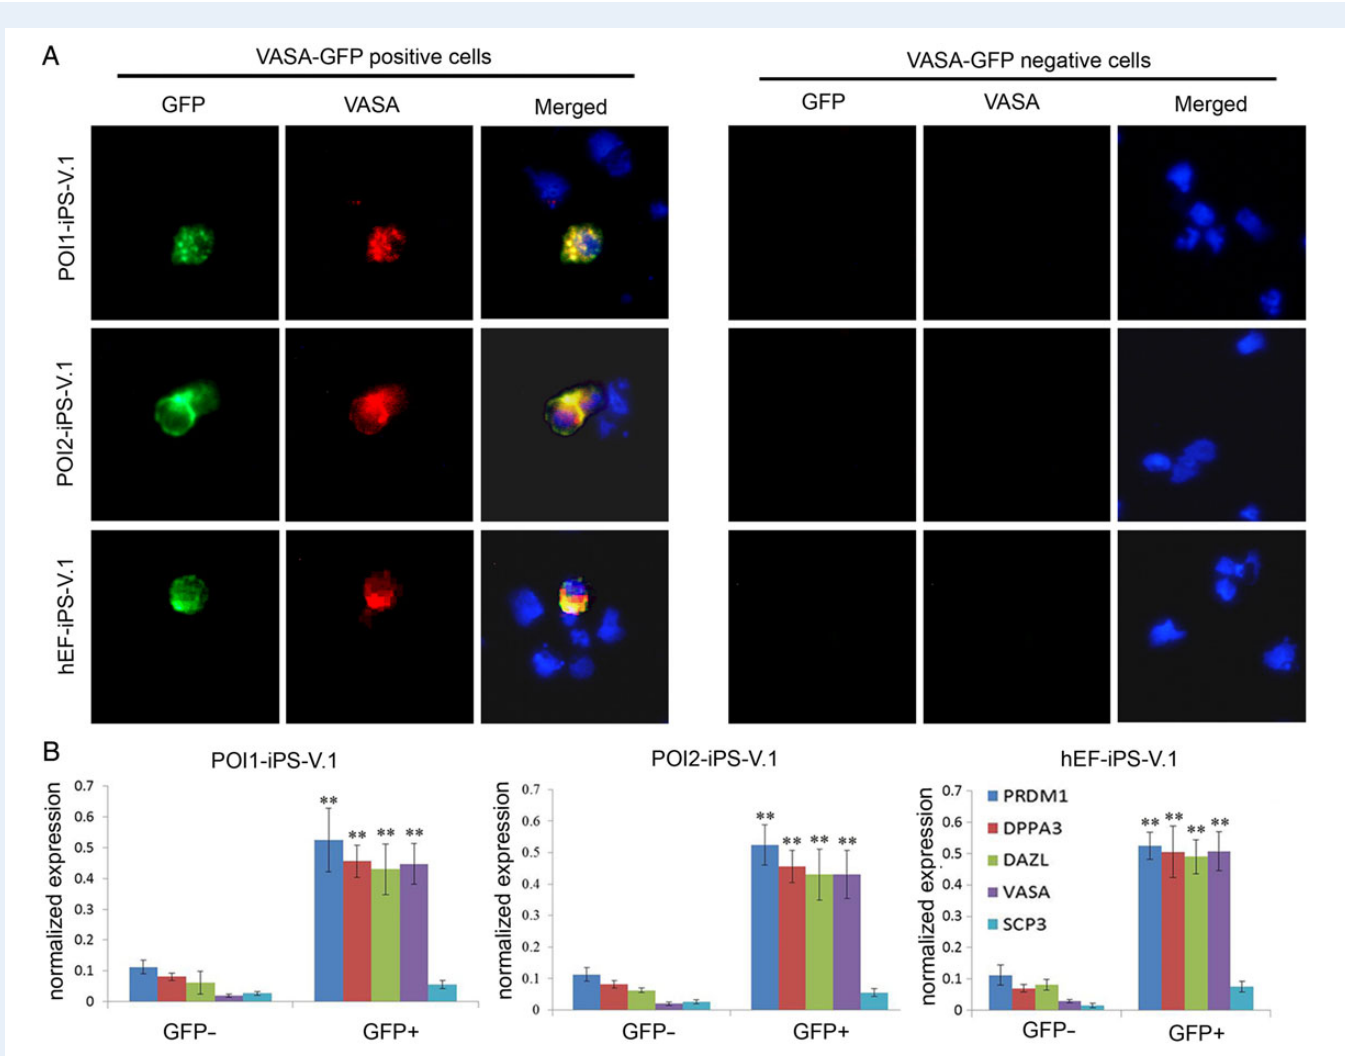 A
VASA-GFP positive cells
VASA-GFP negative cells
GFP VASA Merged
GFP VASA Merged
POI1-iPS-V.1
POI2-iPS-V.1
hEF-iPS-V.1
B
POI1-iPS-V.1
normalized expression
0.7
0.6
0.5
0.4
0.3
0.2
0.1
0
** ** ** **
GFP– GFP+
POI2-iPS-V.1
normalized expression
0.7
0.6
0.5
0.4
0.3
0.2
0.1
0
** ** ** **
GFP– GFP+
hEF-iPS-V.1
normalized expression
0.7
0.6
0.5
0.4
0.3
0.2
0.1
0
PRDM1
DPPA3
DAZL
VASA
SCP3
** ** ** **
GFP– GFP+